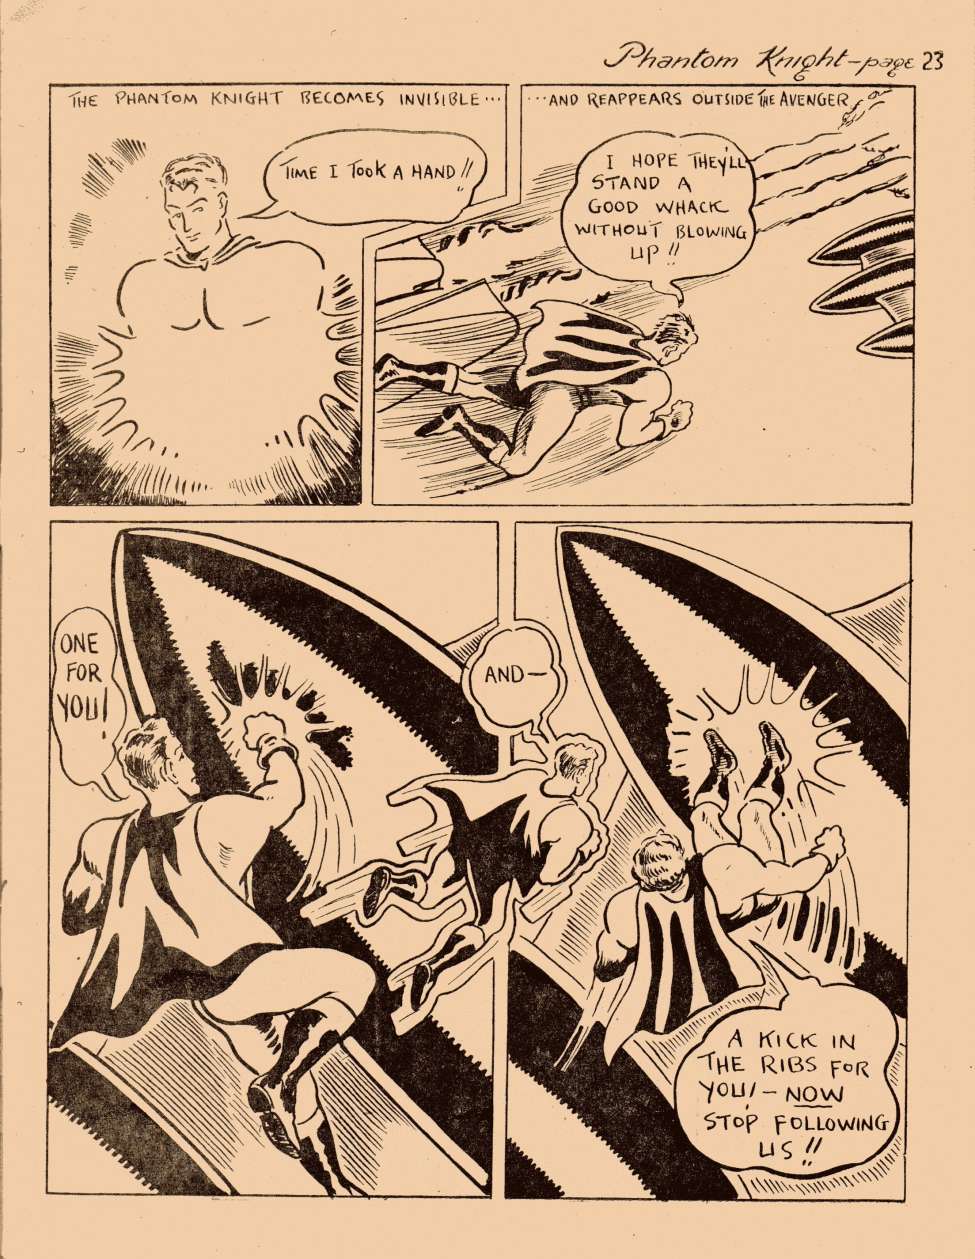 Phantom Knight—page 23
THE PHANTOM KNIGHT BECOMES INVISIBLE...
TIME I TOOK A HAND!!
...AND REAPPEARS OUTSIDE THE AVENGER
I HOPE THEY'LL
STAND A
GOOD WHACK
WITHOUT BLOWING
UP!!
ONE
FOR
YOU!
AND—
A KICK IN
THE RIBS FOR
YOU!—NOW
STOP FOLLOWING
US!!